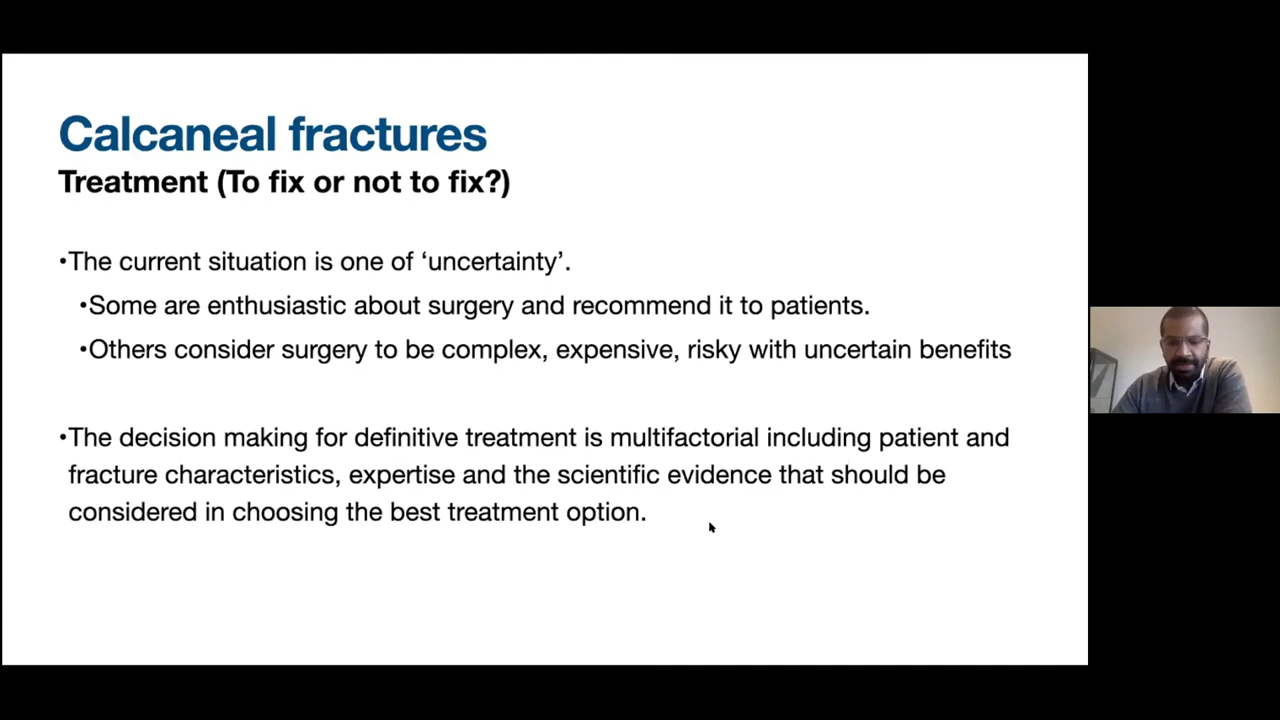 Calcaneal fractures
Treatment (To fix or not to fix?)
•The current situation is one of ‘uncertainty’.
•Some are enthusiastic about surgery and recommend it to patients.
•Others consider surgery to be complex, expensive, risky with uncertain benefits
•The decision making for definitive treatment is multifactorial including patient and
fracture characteristics, expertise and the scientific evidence that should be
considered in choosing the best treatment option.